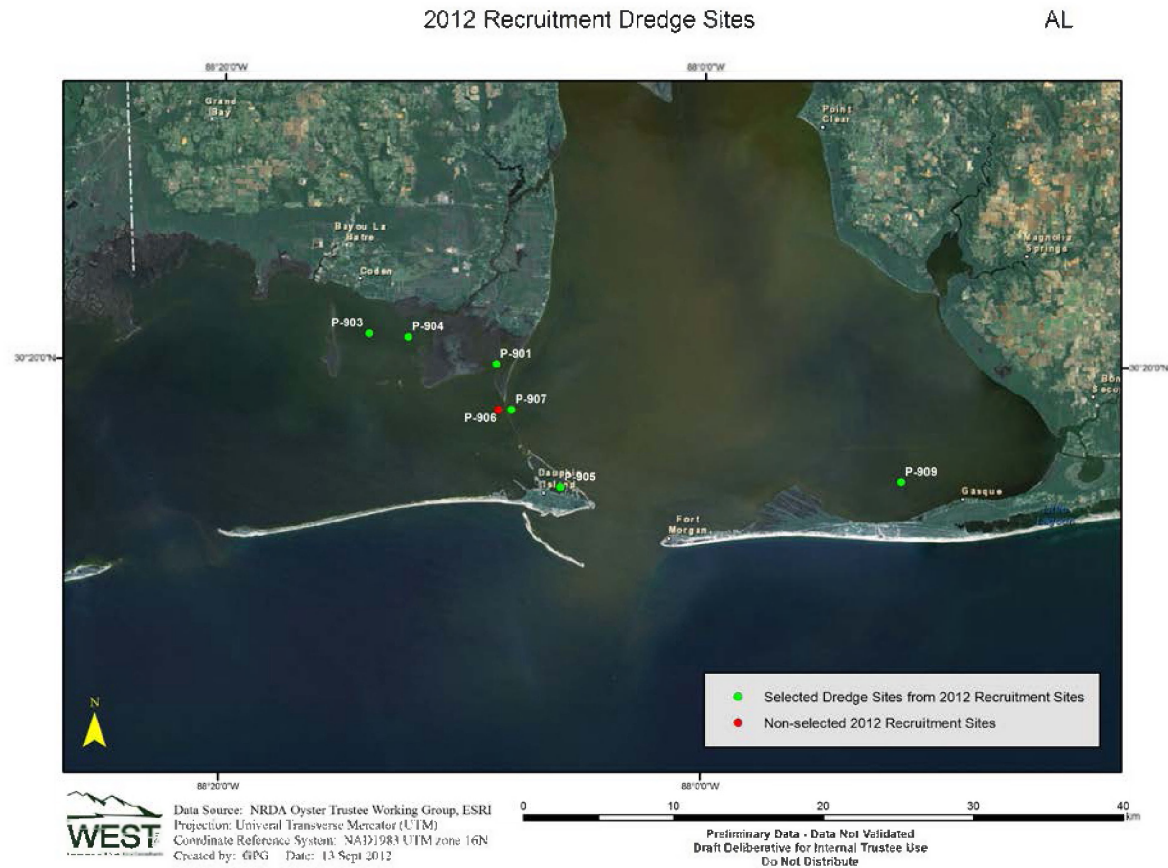 2012 Recruitment Dredge Sites AL
88°20'0"W 88°0'0"W
Grand
Bay
Point
Clear
Bayou La
Batre
Magnolia
Springs
Coden
P-903
P-904
30°20'0"N
P-901
30°20'0"N
Bon
Secou
P-906
P-907
Dauphin
Island
P-905
P-909
Gasque
Fort
Morgan
N
Selected Dredge Sites from 2012 Recruitment Sites
Non-selected 2012 Recruitment Sites
88°20'0"W 88°0'0"W
WEST
Data Source: NRDA Oyster Trustee Working Group, ESRI
Projection: Univeral Transverse Mercator (UTM)
Coordinate Reference System: NAD1983 UTM zone 16N
Created by: GPG Date: 13 Sept 2012
0 10 20 30 40
km
Preliminary Data - Data Not Validated
Draft Deliberative for Internal Trustee Use
Do Not Distribute